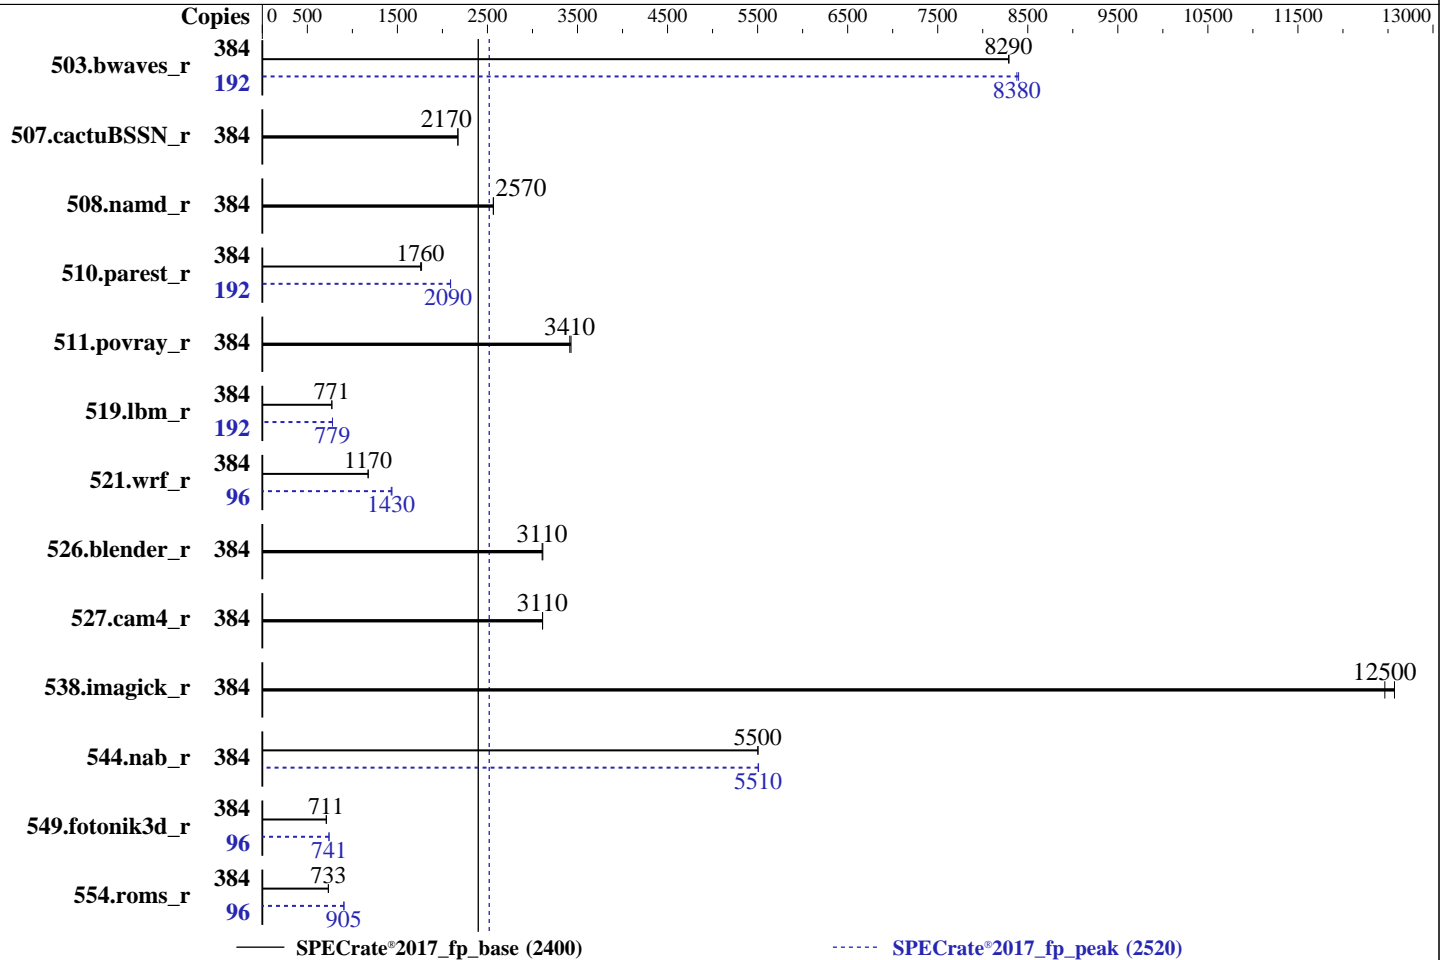 Copies 0 500 1500 2500 3500 4500 5500 6500 7500 8500 9500 10500 11500 13000
503.bwaves_r 384 8290
192 8380
507.cactuBSSN_r 384 2170
508.namd_r 384 2570
510.parest_r 384 1760
192 2090
511.povray_r 384 3410
519.lbm_r 384 771
192 779
521.wrf_r 384 1170
96 1430
526.blender_r 384 3110
527.cam4_r 384 3110
538.imagick_r 384 12500
544.nab_r 384 5500
5510
549.fotonik3d_r 384 711
96 741
554.roms_r 384 733
96 905
SPECrate®2017_fp_base (2400) SPECrate®2017_fp_peak (2520)